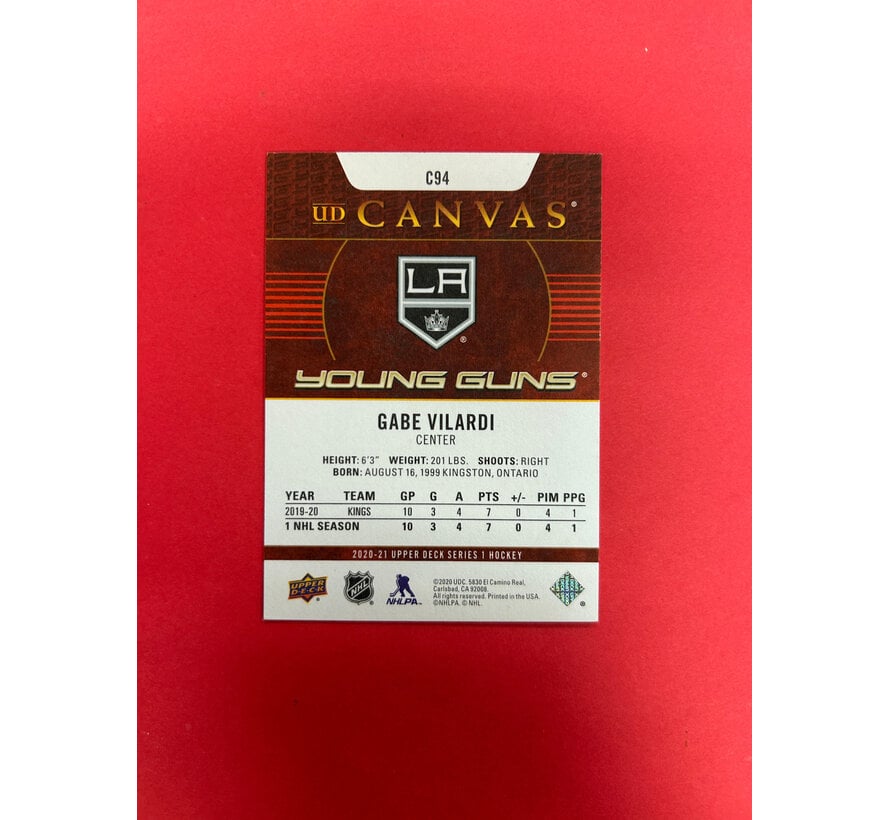 C94
UD CANVAS®
LA
®
YOUNG GUNS®
GABE VILARDI
CENTER
HEIGHT: 6'3" WEIGHT: 201 LBS. SHOOTS: RIGHT
BORN: AUGUST 16, 1999 KINGSTON, ONTARIO
YEAR TEAM GP G A PTS +/- PIM PPG
2019-20 KINGS 10 3 4 7 0 4 1
1 NHL SEASON 10 3 4 7 0 4 1
2020-21 UPPER DECK SERIES 1 HOCKEY
UPPER DECK ®
NHL
NHLPA
©2020 UDC. 5830 El Camino Real,
Carlsbad, CA 92008.
All rights reserved. Printed in the USA.
©NHLPA. © NHL.
®